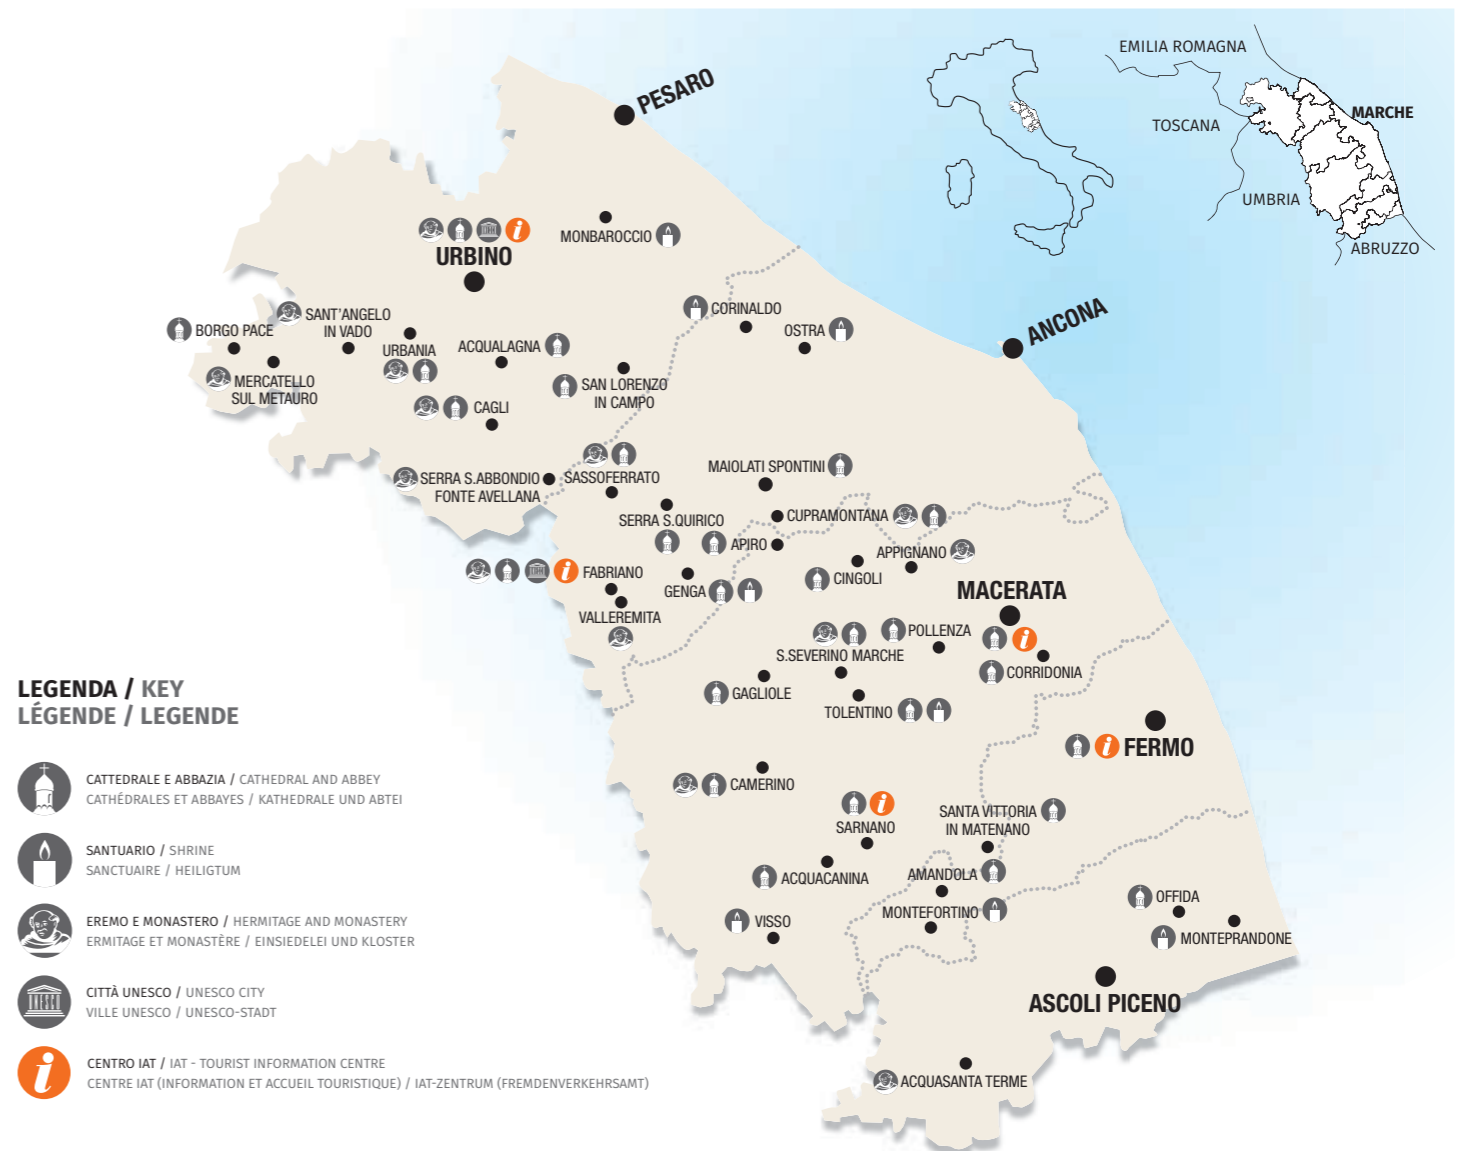 EMILIA ROMAGNA
TOSCANA
MARCHE
UMBRIA
ABRUZZO
PESARO
MONBAROCCIO
URBINO
CORINALDO
OSTRA
ANCONA
SANT'ANGELO
IN VADO
BORGO PACE
URBANIA
ACQUALAGNA
MERCATELLO
SUL METAURO
SAN LORENZO
IN CAMPO
CAGLI
SERRA S.ABBONDIO
FONTE AVELLANA
SASSOFERRATO
MAIOLATI SPONTINI
SERRA S.QUIRICO
CUPRAMONTANA
APIRO
APPIGNANO
CINGOLI
FABRIANO
GENGA
VALLEREMITA
MACERATA
POLLENZA
S.SEVERINO MARCHE
CORRIDONIA
GAGLIOLE
TOLENTINO
FERMO
CAMERINO
SARNANO
SANTA VITTORIA
IN MATENANO
ACQUACANINA
AMANDOLA
MONTEFORTINO
VISSO
OFFIDA
MONTEPRANDONE
ASCOLI PICENO
ACQUASANTA TERME
LEGENDA / KEY
LÉGENDE / LEGENDE
CATTEDRALE E ABBAZIA / CATHEDRAL AND ABBEY
CATHÉDRALES ET ABBAYES / KATHEDRALE UND ABTEI
SANTUARIO / SHRINE
SANCTUAIRE / HEILIGTUM
EREMO E MONASTERO / HERMITAGE AND MONASTERY
ERMITAGE ET MONASTÈRE / EINSIEDELEI UND KLOSTER
UNESCO
CITTÀ UNESCO / UNESCO CITY
VILLE UNESCO / UNESCO-STADT
i
CENTRO IAT / IAT - TOURIST INFORMATION CENTRE
CENTRE IAT (INFORMATION ET ACCUEIL TOURISTIQUE) / IAT-ZENTRUM (FREMDENVERKEHRSAMT)